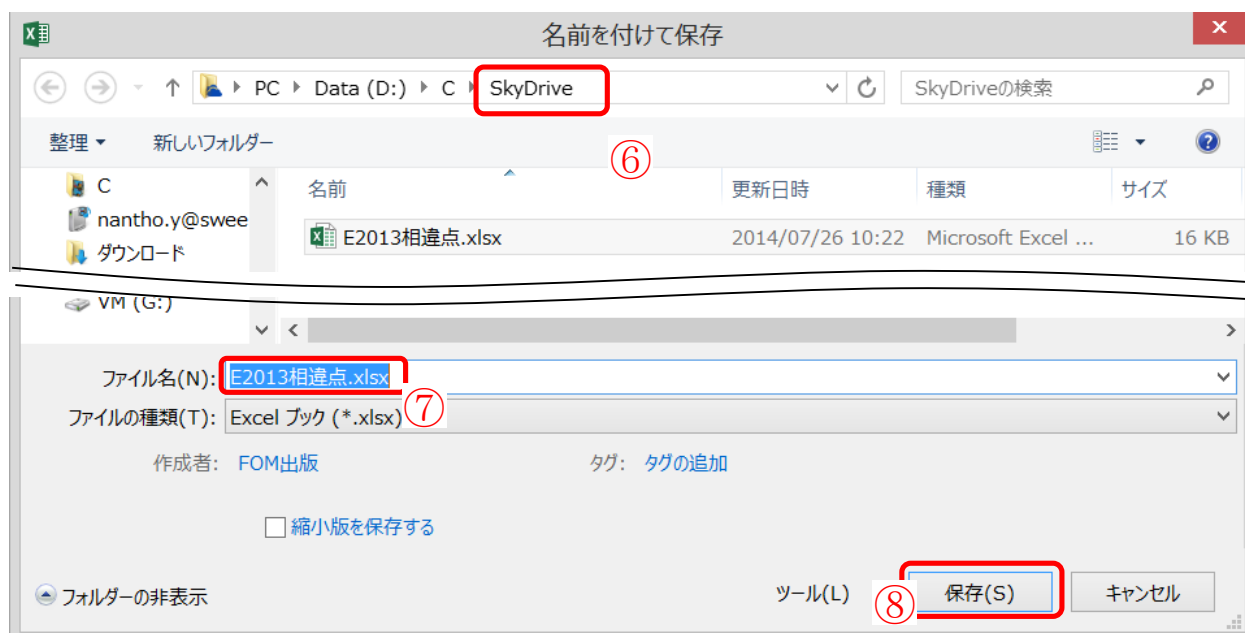 名前を付けて保存
PC Data (D:) C SkyDrive SkyDriveの検索
整理 新しいフォルダー
⑥
C 名前 更新日時 種類 サイズ
nantho.y@swee
E2013相違点.xlsx 2014/07/26 10:22 Microsoft Excel ... 16 KB
ダウンロード
VM (G:)
ファイル名(N): E2013相違点.xlsx
⑦
ファイルの種類(T): Excel ブック (*.xlsx)
作成者: FOM出版 タグ: タグの追加
縮小版を保存する
フォルダーの非表示 ツール(L) ⑧ 保存(S) キャンセル